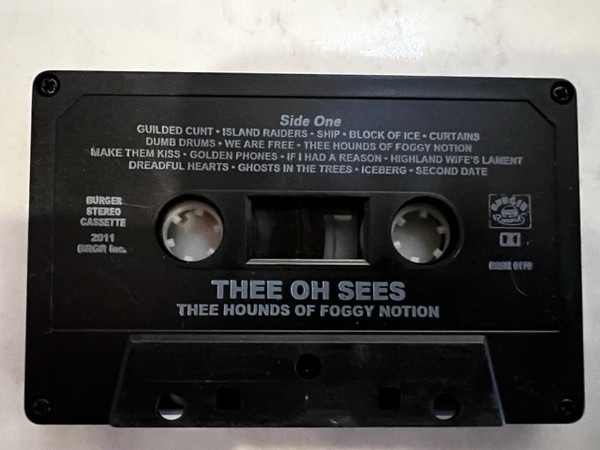 Side One
GUILDED CUNT • ISLAND RAIDERS • SHIP • BLOCK OF ICE • CURTAINS
DUMB DRUMS • WE ARE FREE • THEE HOUNDS OF FOGGY NOTION
MAKE THEM KISS • GOLDEN PHONES • IF I HAD A REASON • HIGHLAND WIFE'S LAMENT
DREADFUL HEARTS • GHOSTS IN THE TREES • ICEBERG • SECOND DATE
BURGER
STEREO
CASSETTE
2011
BRGR Inc.
BURGER
THEE OH SEES
THEE HOUNDS OF FOGGY NOTION